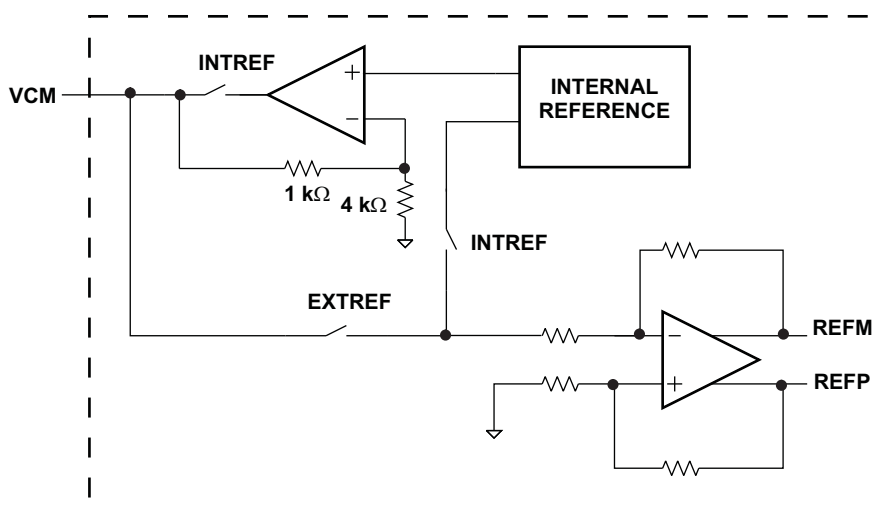 INTREF
VCM
+
−
INTERNAL
REFERENCE
1 kΩ
4 kΩ
INTREF
EXTREF
−
REFM
+
REFP